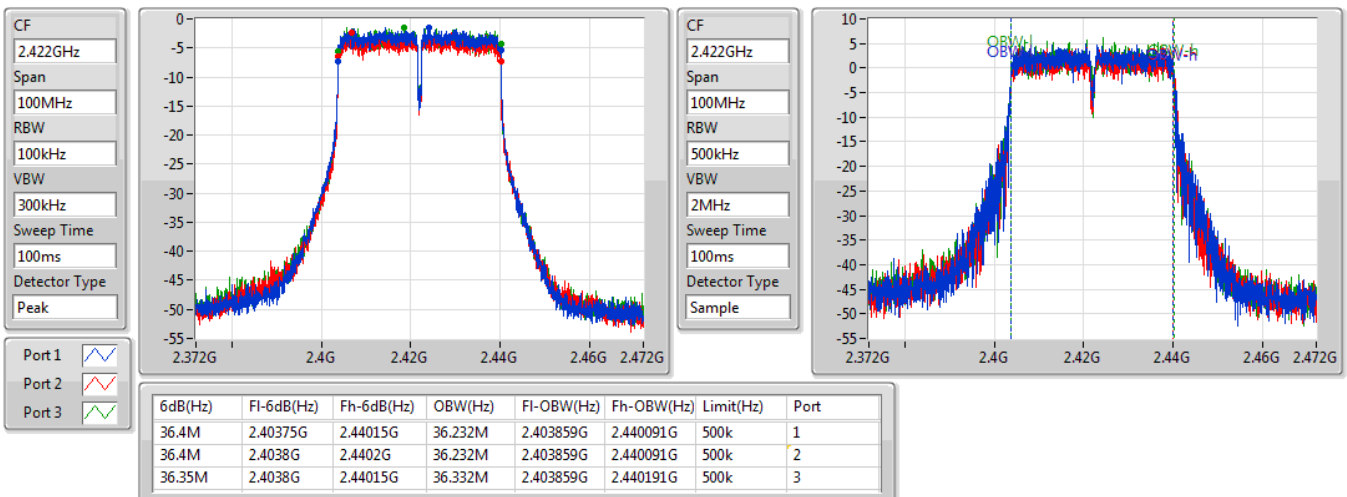 CF
2.422GHz
Span
100MHz
RBW
100kHz
VBW
300kHz
Sweep Time
100ms
Detector Type
Peak
0
-5
-10
-15
-20
-25
-30
-35
-40
-45
-50
-55
2.372G 2.4G 2.42G 2.44G 2.46G 2.472G
CF
2.422GHz
Span
100MHz
RBW
500kHz
VBW
2MHz
Sweep Time
100ms
Detector Type
Sample
10
5
0
-5
-10
-15
-20
-25
-30
-35
-40
-45
-50
-55
OBW-h
2.372G 2.4G 2.42G 2.44G 2.46G 2.472G
Port 1
Port 2
Port 3
6dB(Hz) Fl-6dB(Hz) Fh-6dB(Hz) OBW(Hz) Fl-OBW(Hz) Fh-OBW(Hz) Limit(Hz) Port
36.4M 2.40375G 2.44015G 36.232M 2.403859G 2.440091G 500k 1
36.4M 2.4038G 2.4402G 36.232M 2.403859G 2.440091G 500k 2
36.35M 2.4038G 2.44015G 36.332M 2.403859G 2.440191G 500k 3